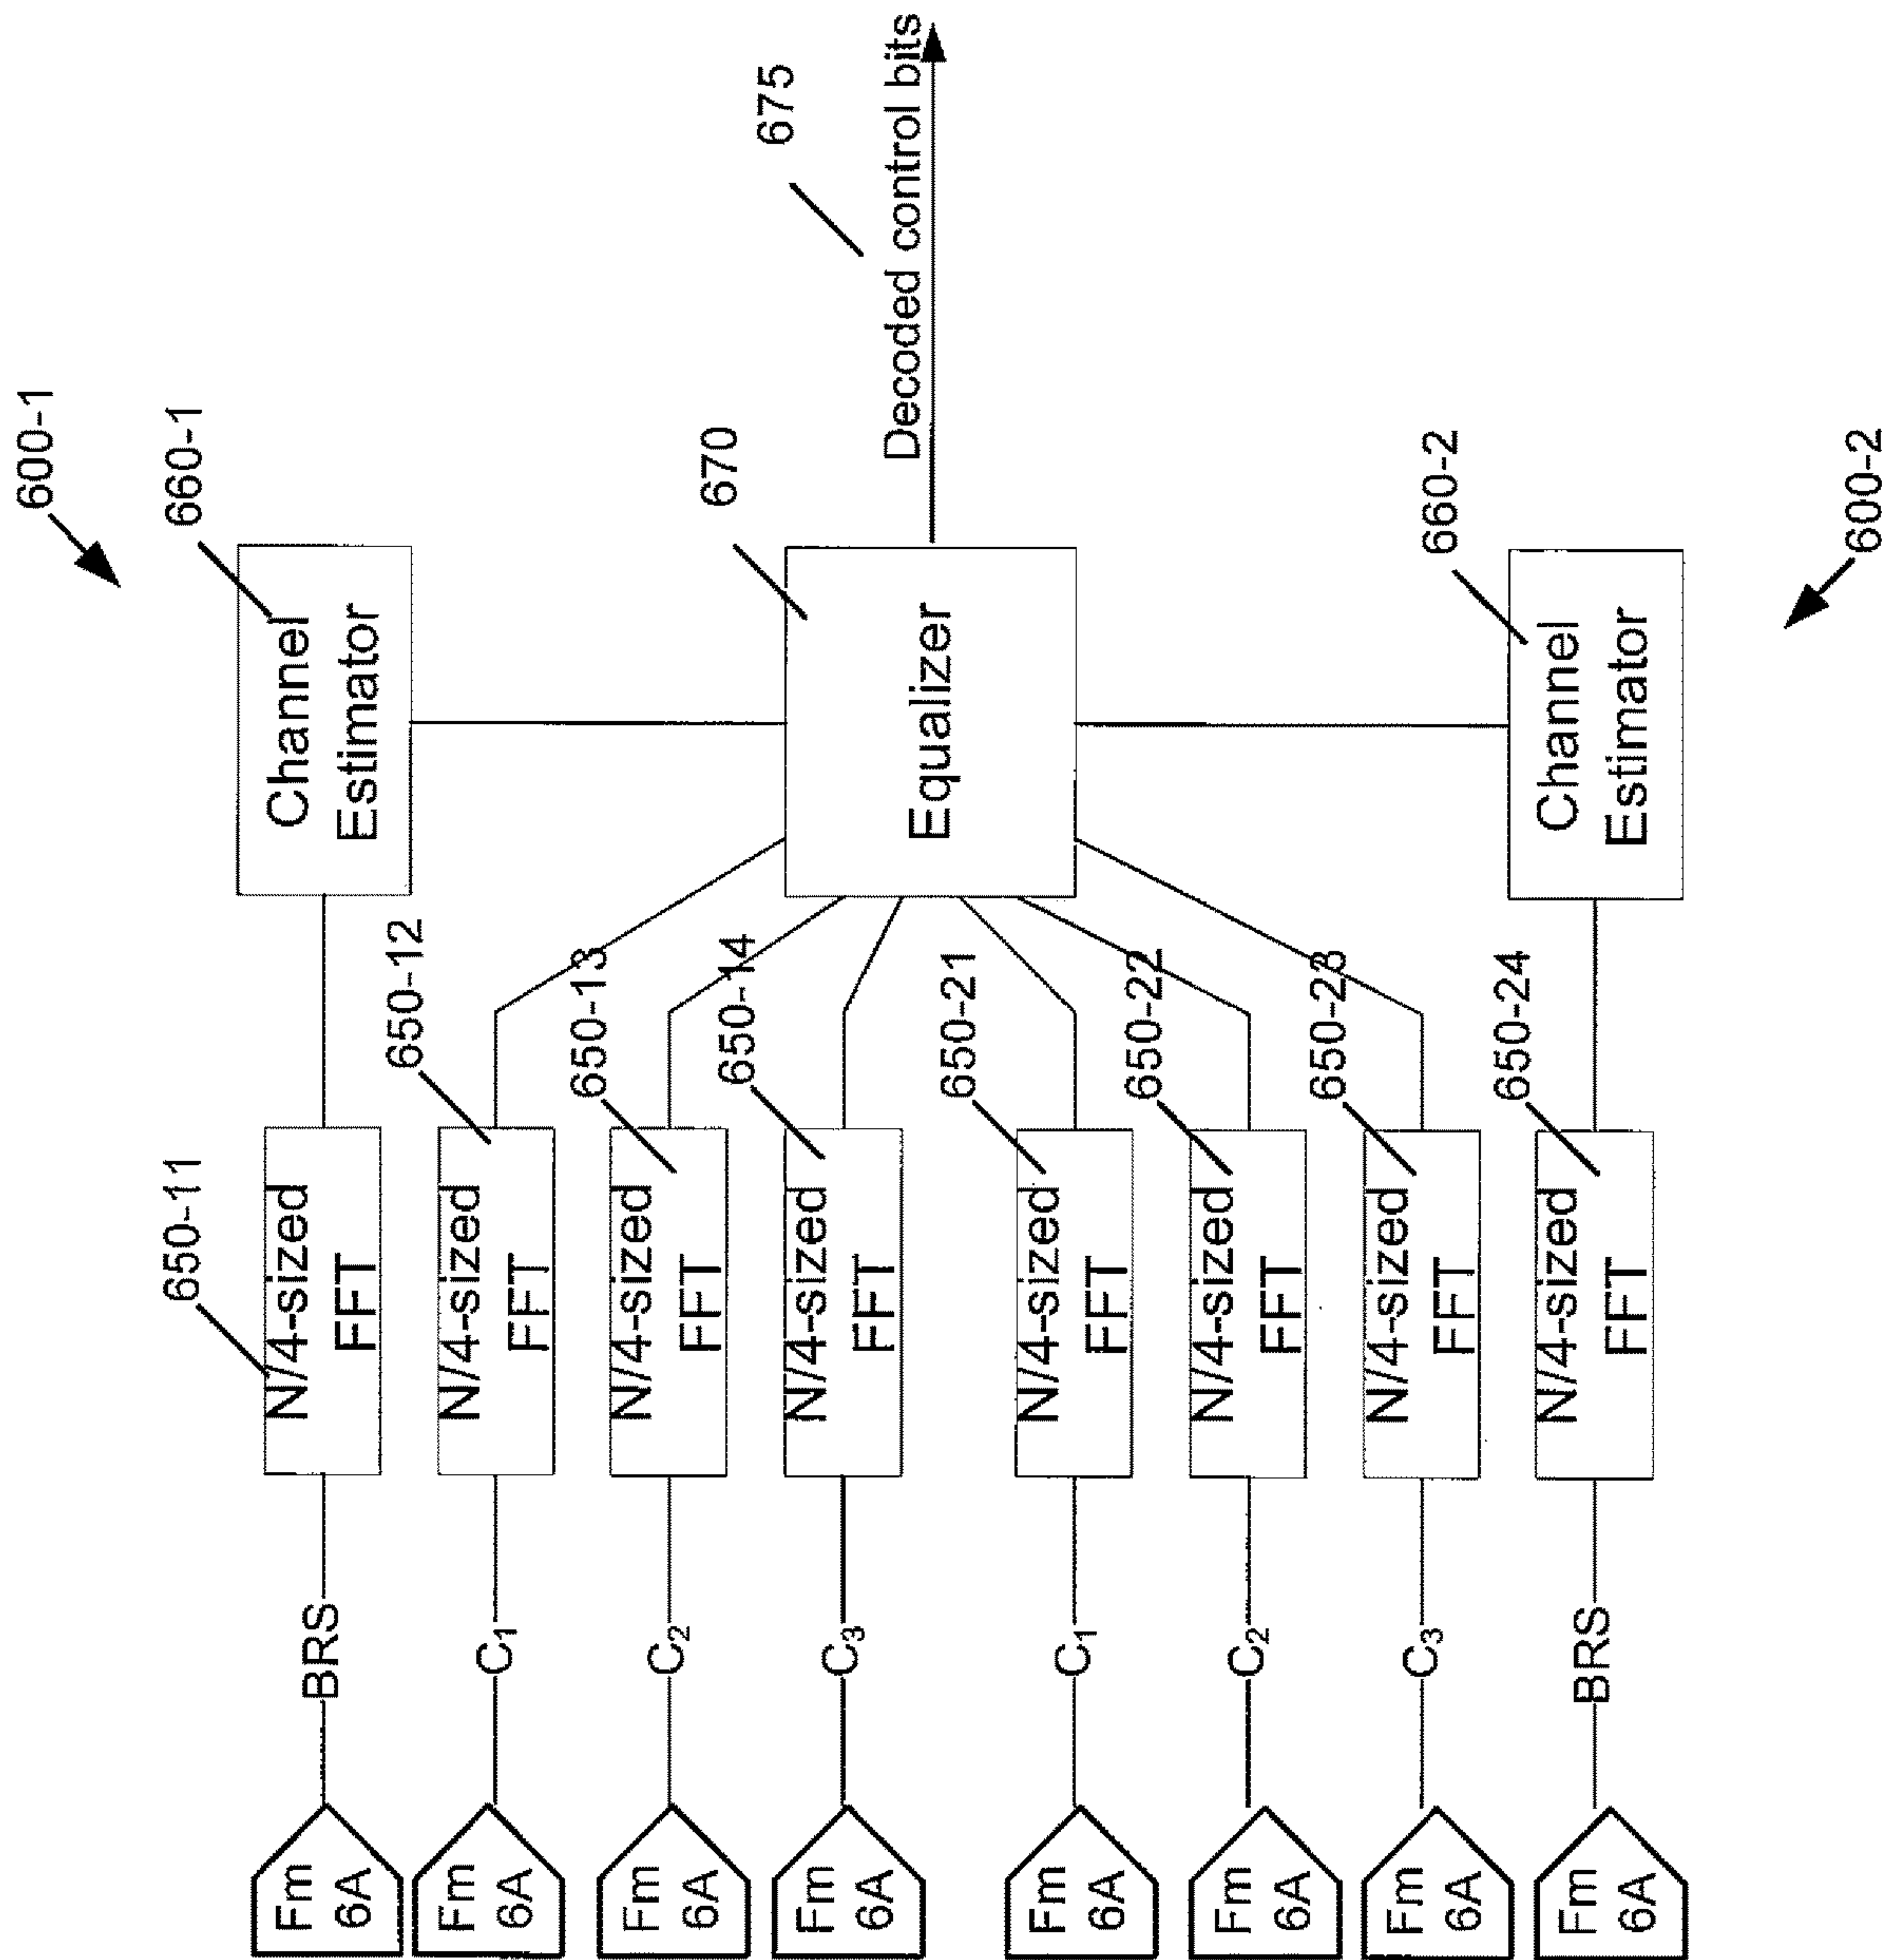 600-1
660-1
Channel
Estimator
650-11
N/4-sized
FFT
BRS
Fm
6A
650-12
N/4-sized
FFT
C₁
Fm
6A
650-13
N/4-sized
FFT
C₂
Fm
6A
650-14
N/4-sized
FFT
C₃
Fm
6A
670
Equalizer
675
Decoded control bits
650-21
N/4-sized
FFT
C₁
Fm
6A
650-22
N/4-sized
FFT
C₂
Fm
6A
650-23
N/4-sized
FFT
C₃
Fm
6A
650-24
N/4-sized
FFT
BRS
Fm
6A
660-2
Channel
Estimator
600-2